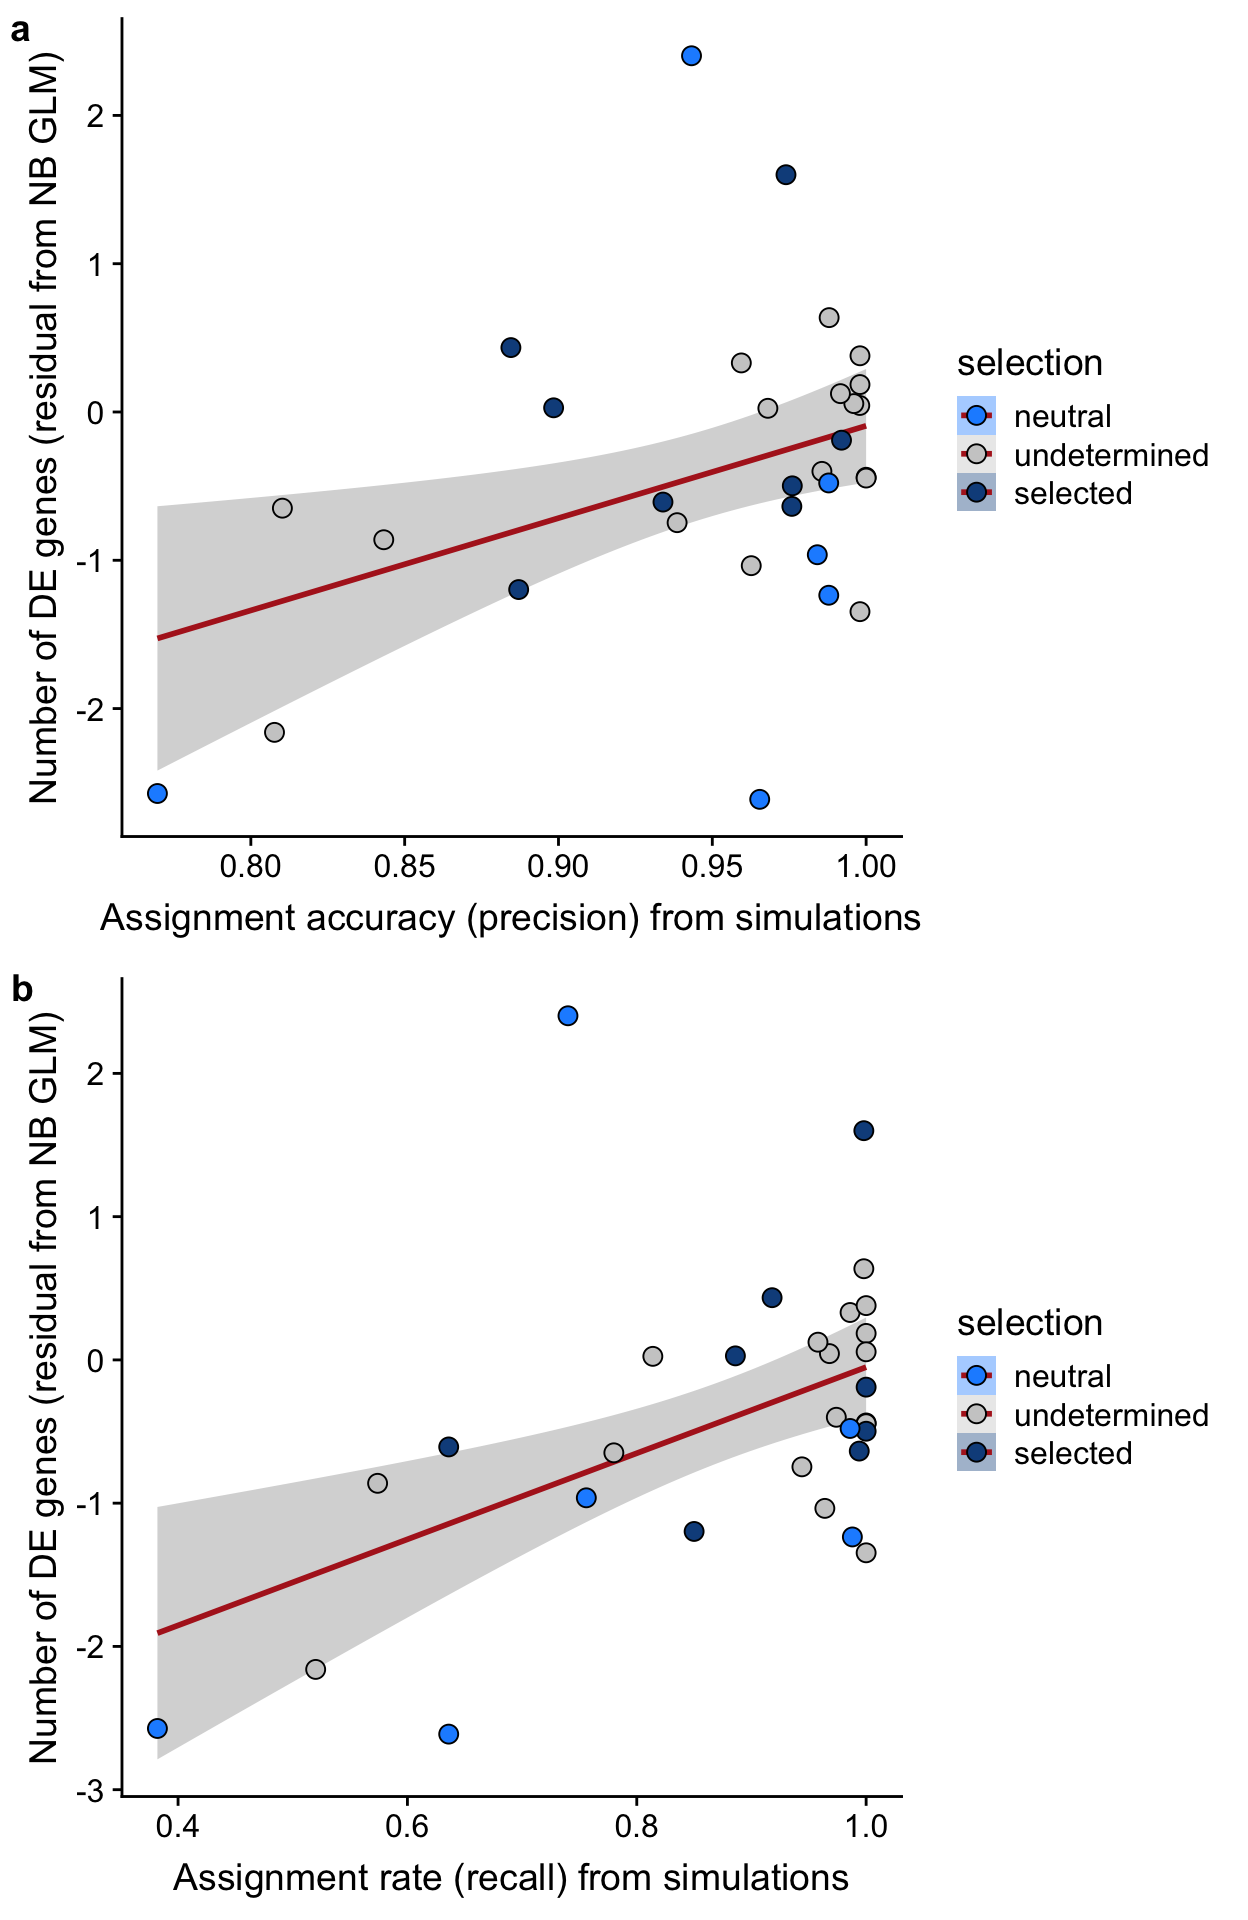 a
Number of DE genes (residual from NB GLM)
2
1
0
-1
-2
0.80 0.85 0.90 0.95 1.00
Assignment accuracy (precision) from simulations
selection
neutral
undetermined
selected
b
Number of DE genes (residual from NB GLM)
2
1
0
-1
-2
-3
0.4 0.6 0.8 1.0
Assignment rate (recall) from simulations
selection
neutral
undetermined
selected